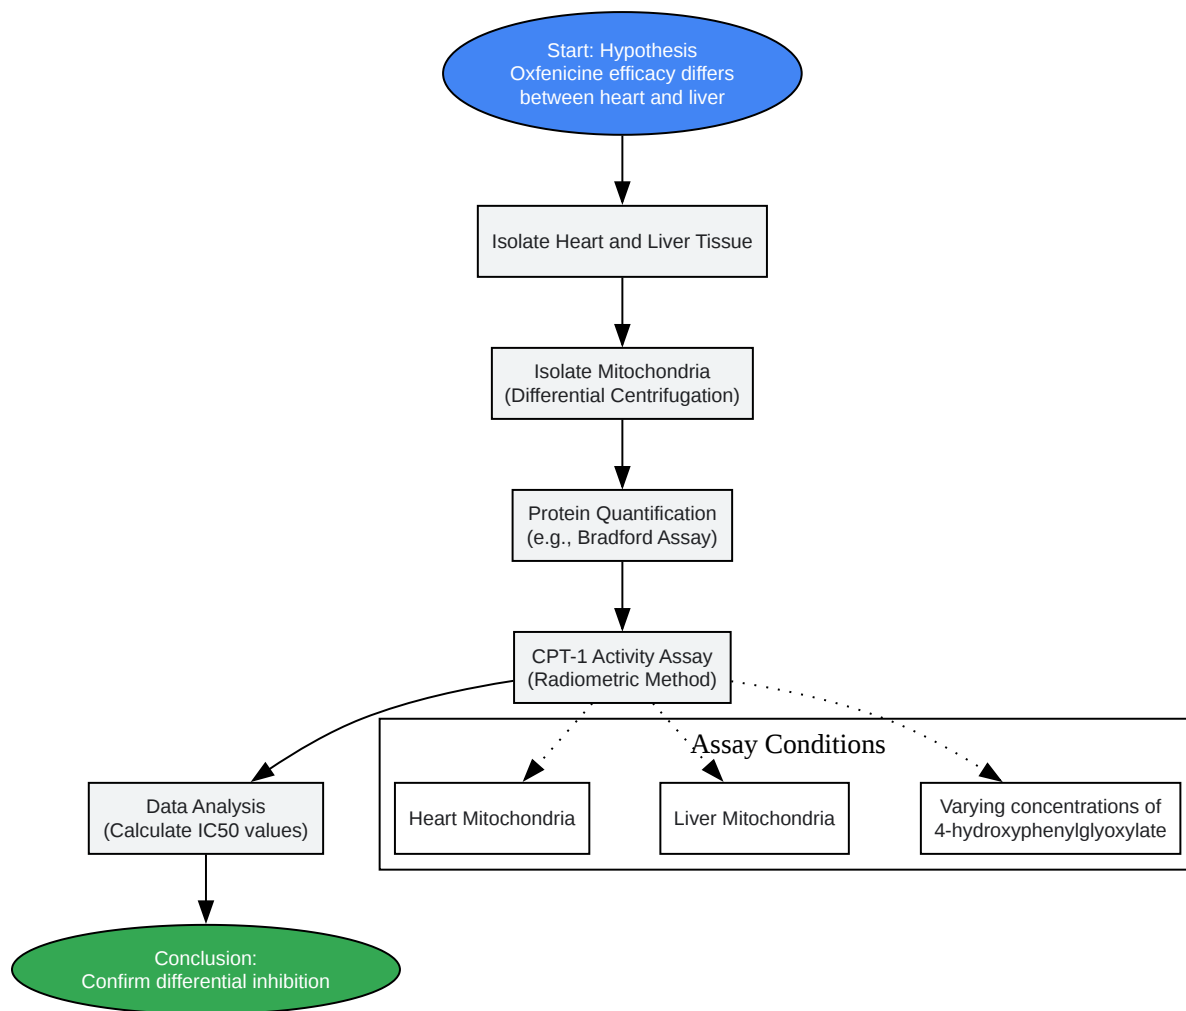 Start: Hypothesis
Oxfenicine efficacy differs
between heart and liver
Isolate Heart and Liver Tissue
Isolate Mitochondria
(Differential Centrifugation)
Protein Quantification
(e.g., Bradford Assay)
CPT-1 Activity Assay
(Radiometric Method)
Assay Conditions
Data Analysis
(Calculate IC50 values)
Heart Mitochondria
Liver Mitochondria
Varying concentrations of
4-hydroxyphenylglyoxylate
Conclusion:
Confirm differential inhibition